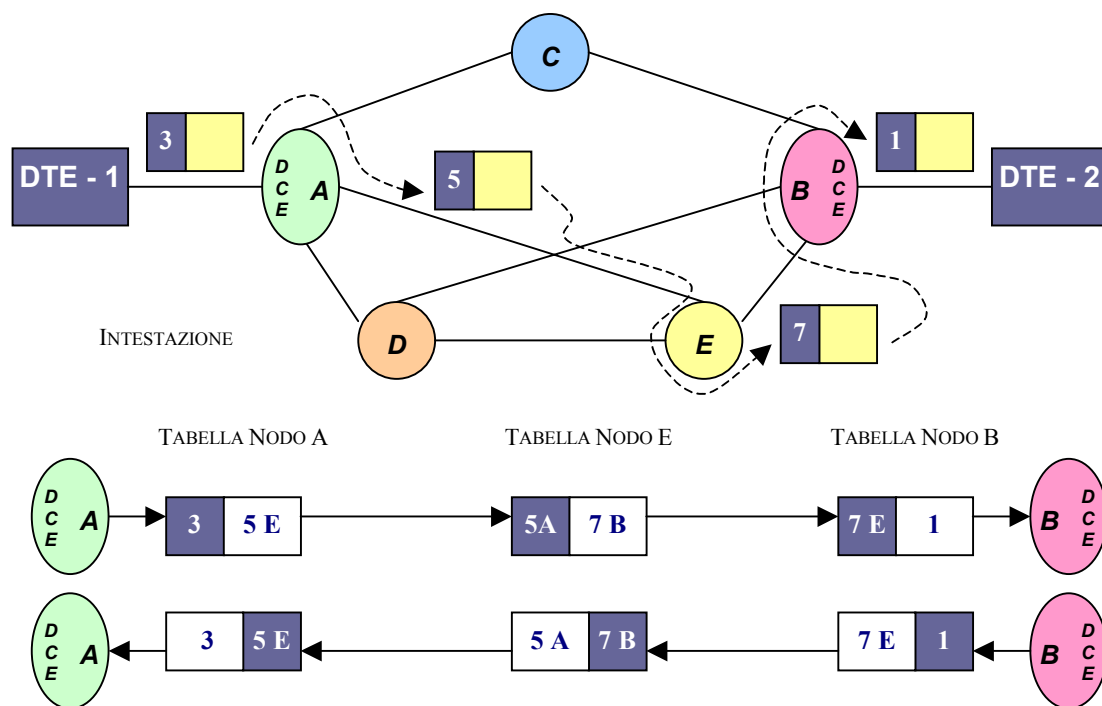 C
3
1
DTE - 1
D
C
E
A
5
B
D
C
E
DTE - 2
INTESTAZIONE
D
E
7
TABELLA NODO A
TABELLA NODO E
TABELLA NODO B
D
C
E
A
3
5 E
5A
7 B
7 E
1
B
D
C
E
D
C
E
A
3
5 E
5 A
7 B
7 E
1
B
D
C
E